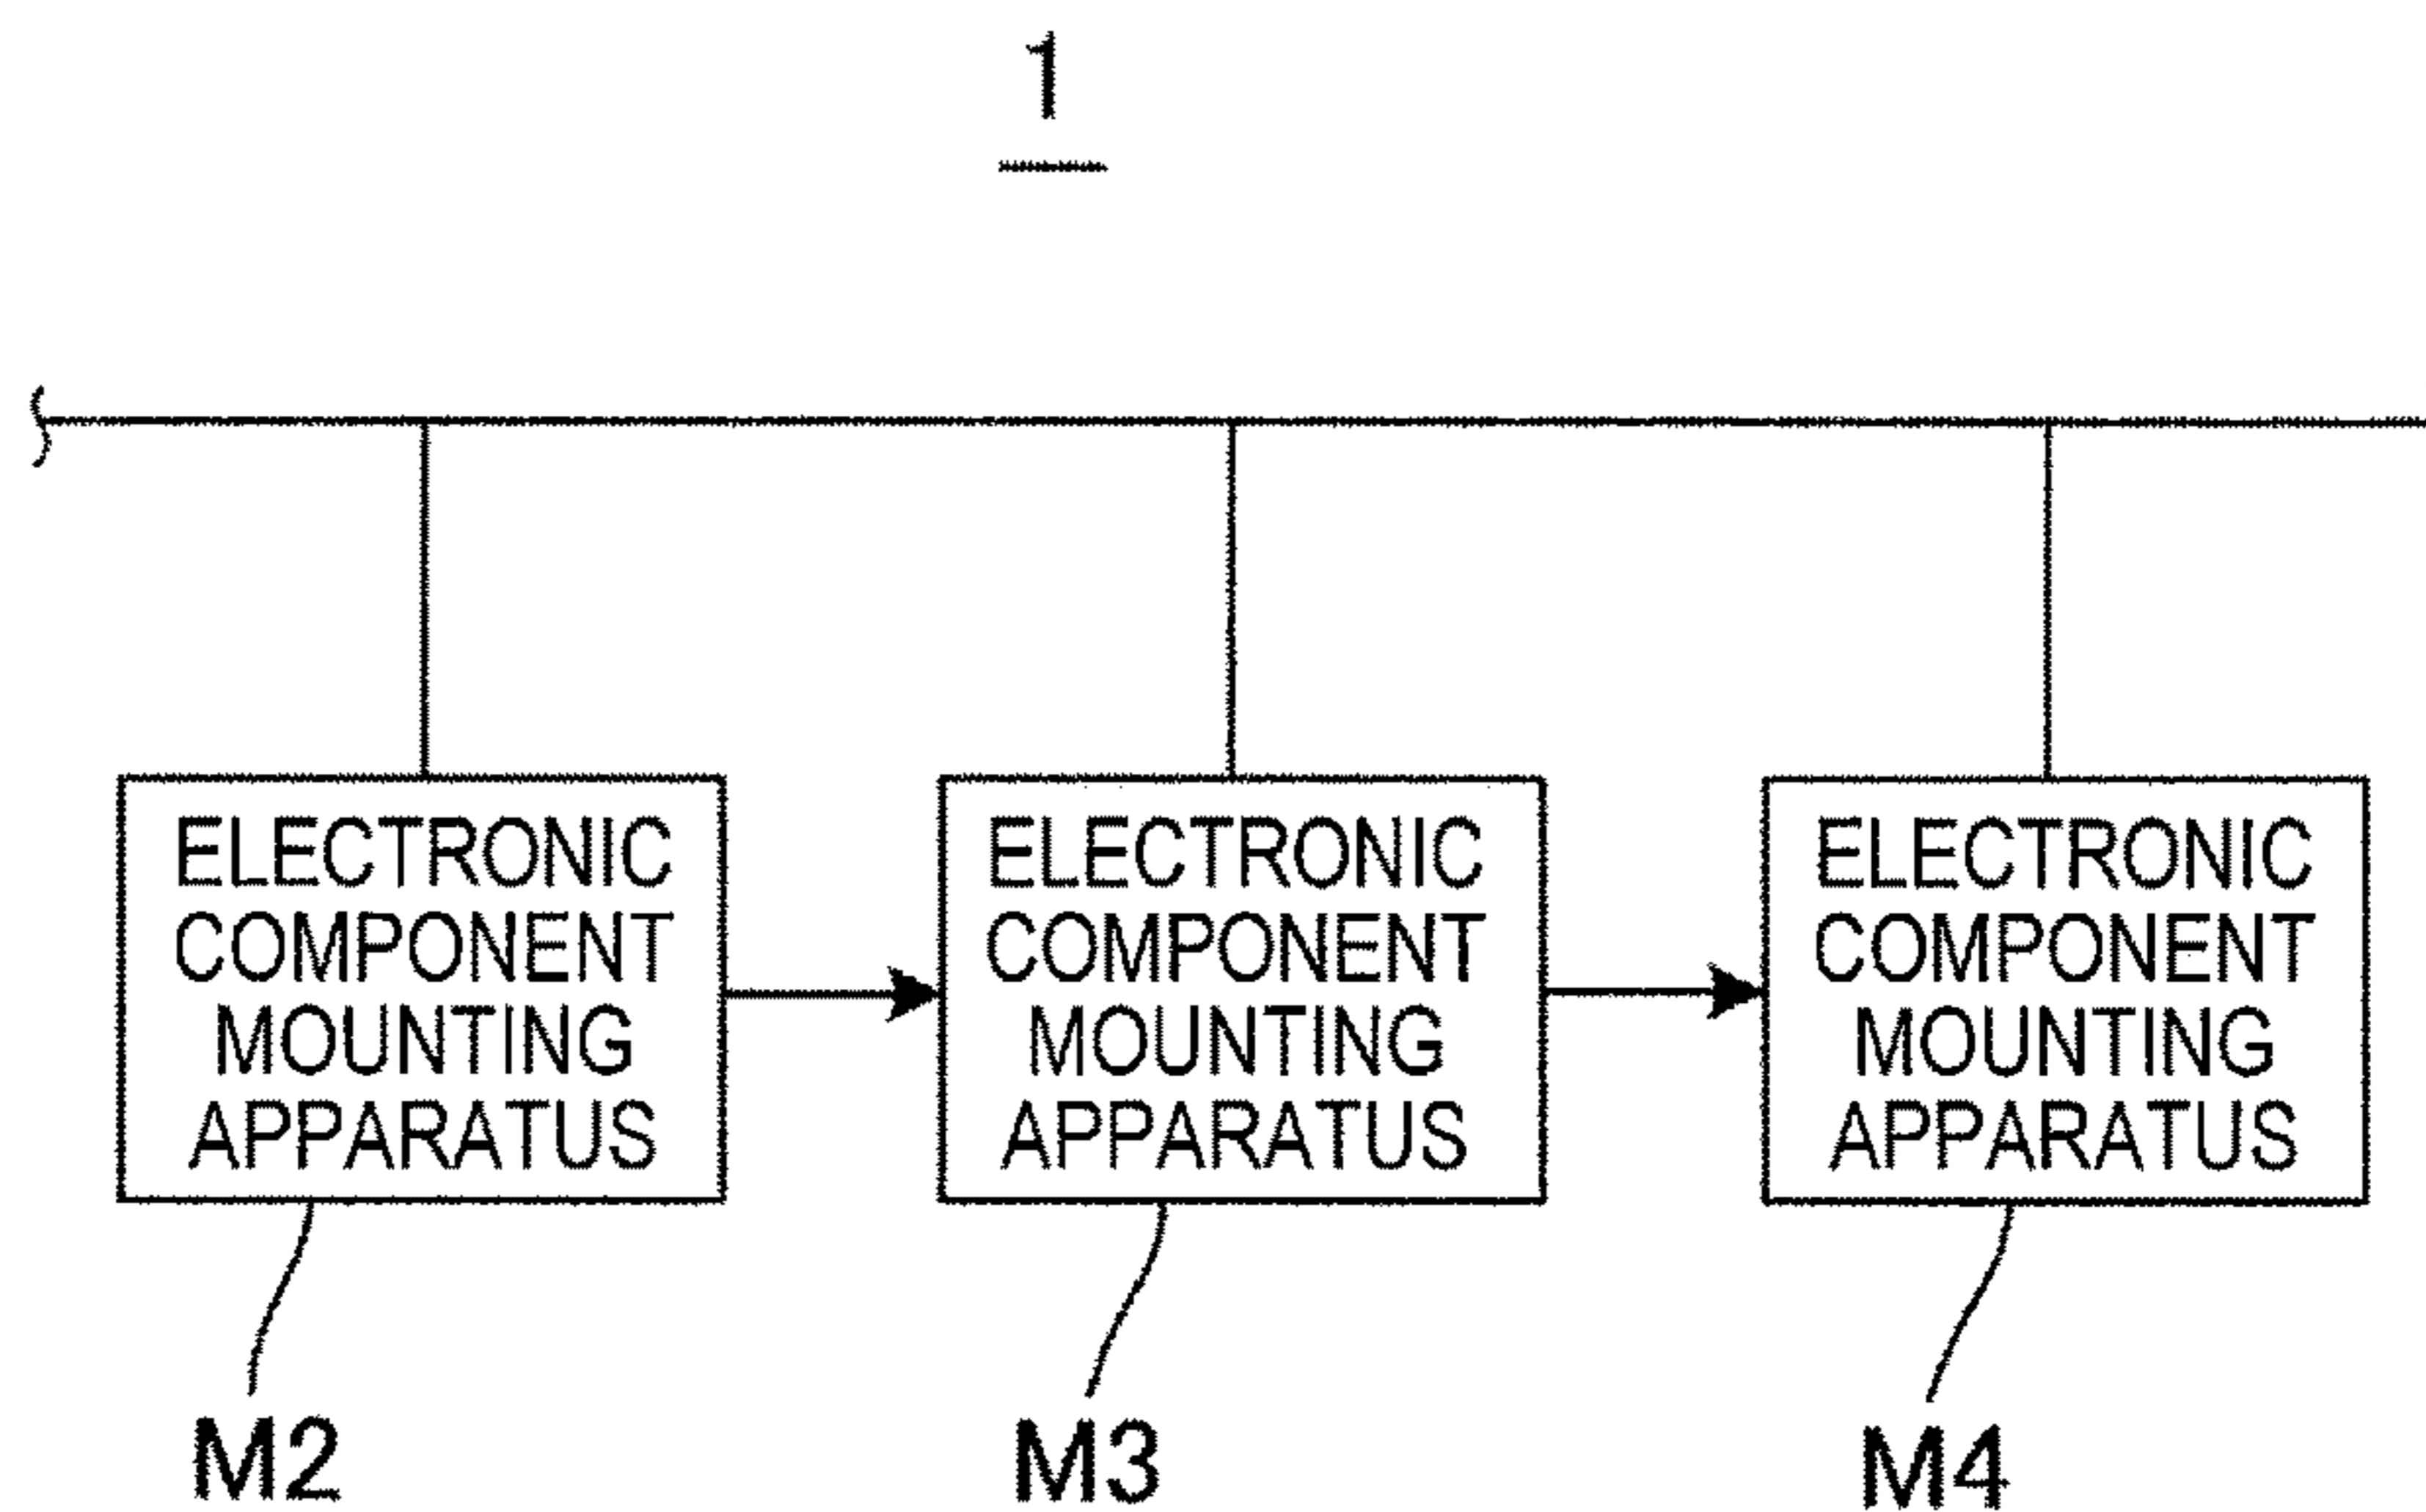 1
ELECTRONIC
COMPONENT
MOUNTING
APPARATUS
ELECTRONIC
COMPONENT
MOUNTING
APPARATUS
ELECTRONIC
COMPONENT
MOUNTING
APPARATUS
M2
M3
M4